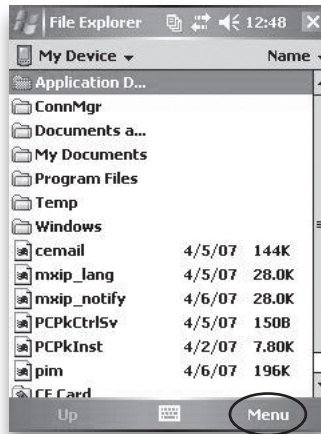 File Explorer 12:48
My Device Name
Application D...
ConnMgr
Documents a...
My Documents
Program Files
Temp
Windows
cemail 4/5/07 144K
mxip_lang 4/5/07 28.0K
mxip_notify 4/6/07 28.0K
PCPkCtrlSv 4/5/07 150B
PCPkInst 4/2/07 7.80K
pim 4/6/07 196K
CF Card
Up Menu